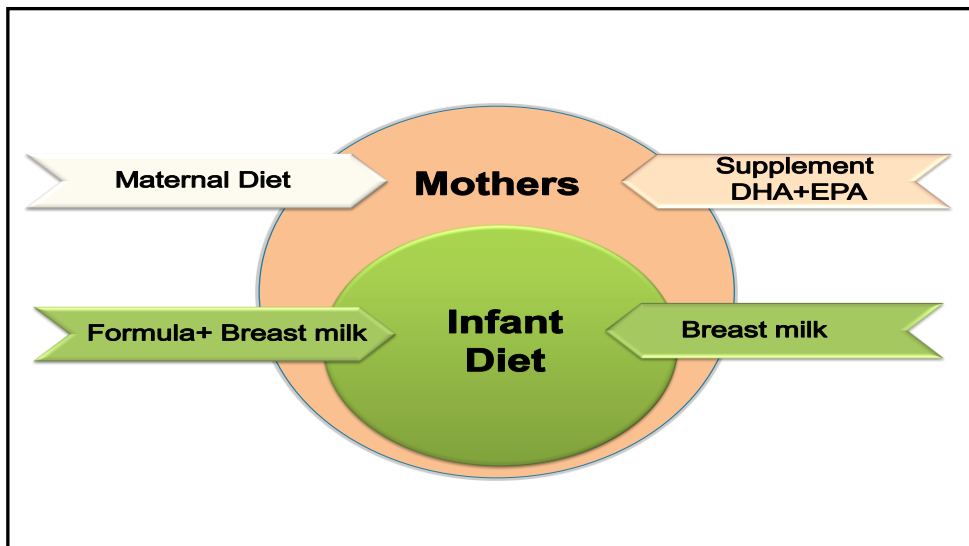 Maternal Diet
Mothers
Supplement
DHA+EPA
Formula+ Breast milk
Infant
Diet
Breast milk